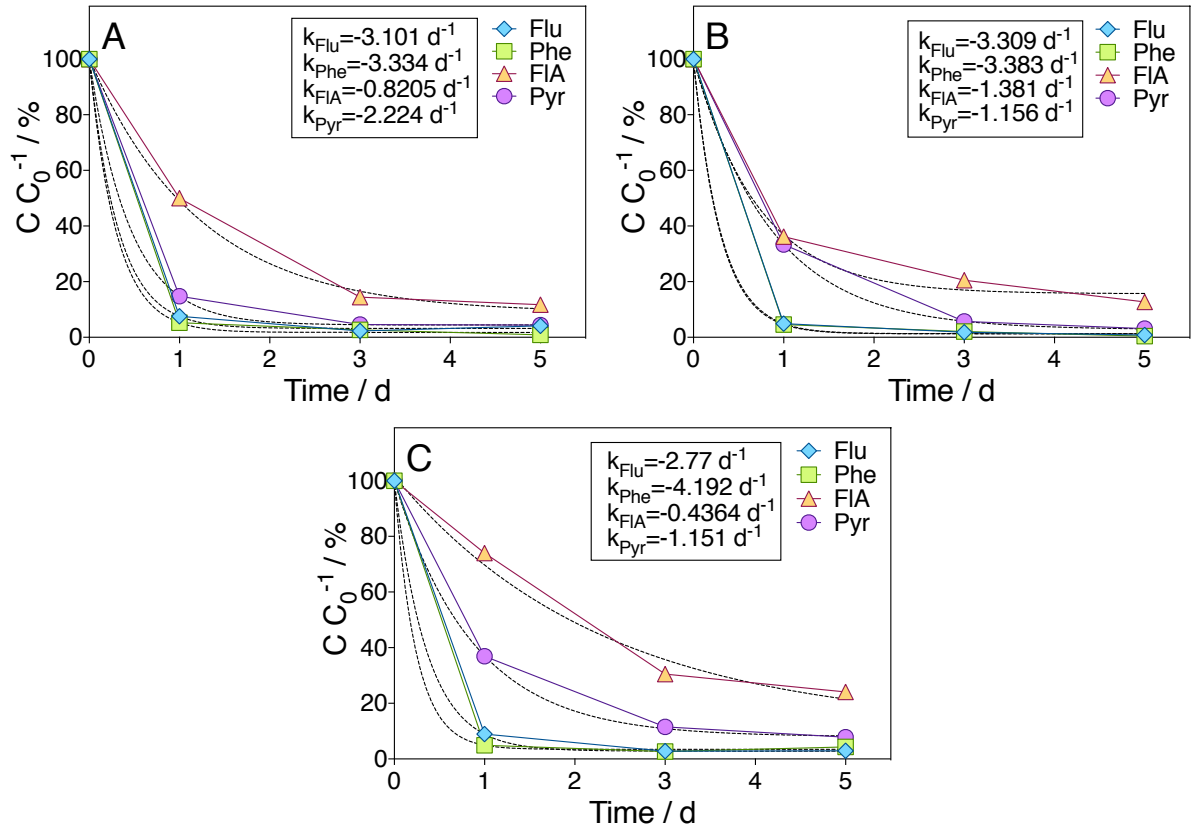 A
k_Flu=-3.101 d^-1
k_Phe=-3.334 d^-1
k_FlA=-0.8205 d^-1
k_Pyr=-2.224 d^-1
Flu
Phe
FlA
Pyr
C C_0^-1 / %
100
80
60
40
20
0
0 1 2 3 4 5
Time / d
B
k_Flu=-3.309 d^-1
k_Phe=-3.383 d^-1
k_FlA=-1.381 d^-1
k_Pyr=-1.156 d^-1
Flu
Phe
FlA
Pyr
C C_0^-1 / %
100
80
60
40
20
0
0 1 2 3 4 5
Time / d
C
k_Flu=-2.77 d^-1
k_Phe=-4.192 d^-1
k_FlA=-0.4364 d^-1
k_Pyr=-1.151 d^-1
Flu
Phe
FlA
Pyr
C C_0^-1 / %
100
80
60
40
20
0
0 1 2 3 4 5
Time / d